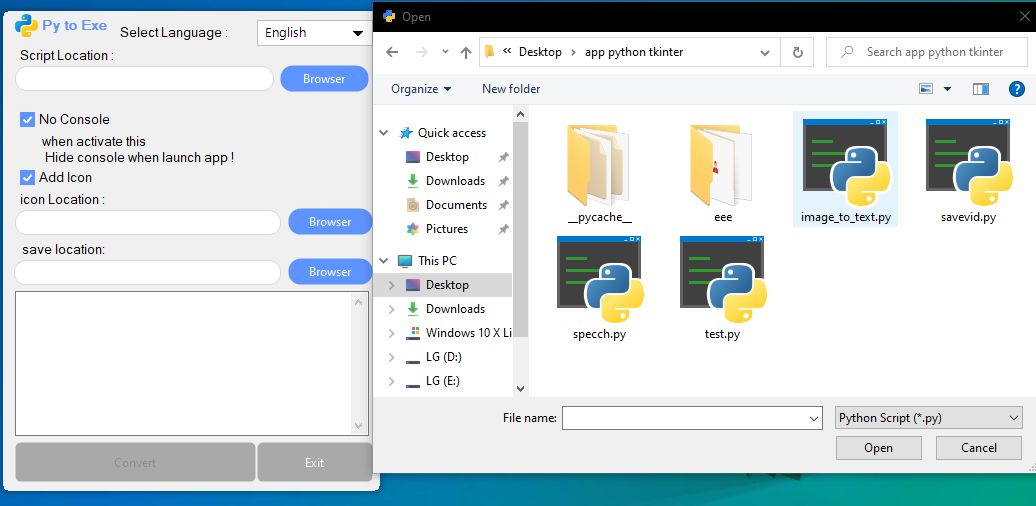 Py to Exe
Select Language :
English
Script Location :
Browser
No Console
when activate this
Hide console when launch app !
Add Icon
icon Location :
Browser
save location:
Browser
Convert
Exit
Open
« Desktop › app python tkinter
Search app python tkinter
Organize
New folder
Quick access
Desktop
Downloads
Documents
Pictures
This PC
Desktop
Downloads
Windows 10 X Li
LG (D:)
LG (E:)
__pycache__
eee
image_to_text.py
savevid.py
specch.py
test.py
File name:
Python Script (*.py)
Open
Cancel